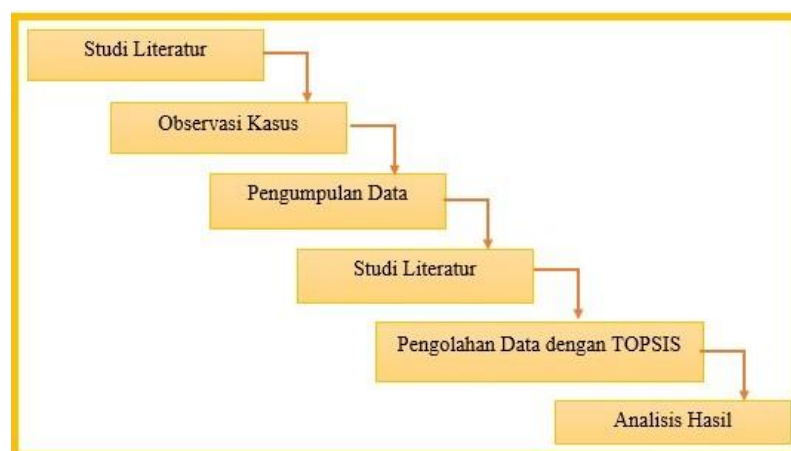 Studi Literatur
Observasi Kasus
Pengumpulan Data
Studi Literatur
Pengolahan Data dengan TOPSIS
Analisis Hasil